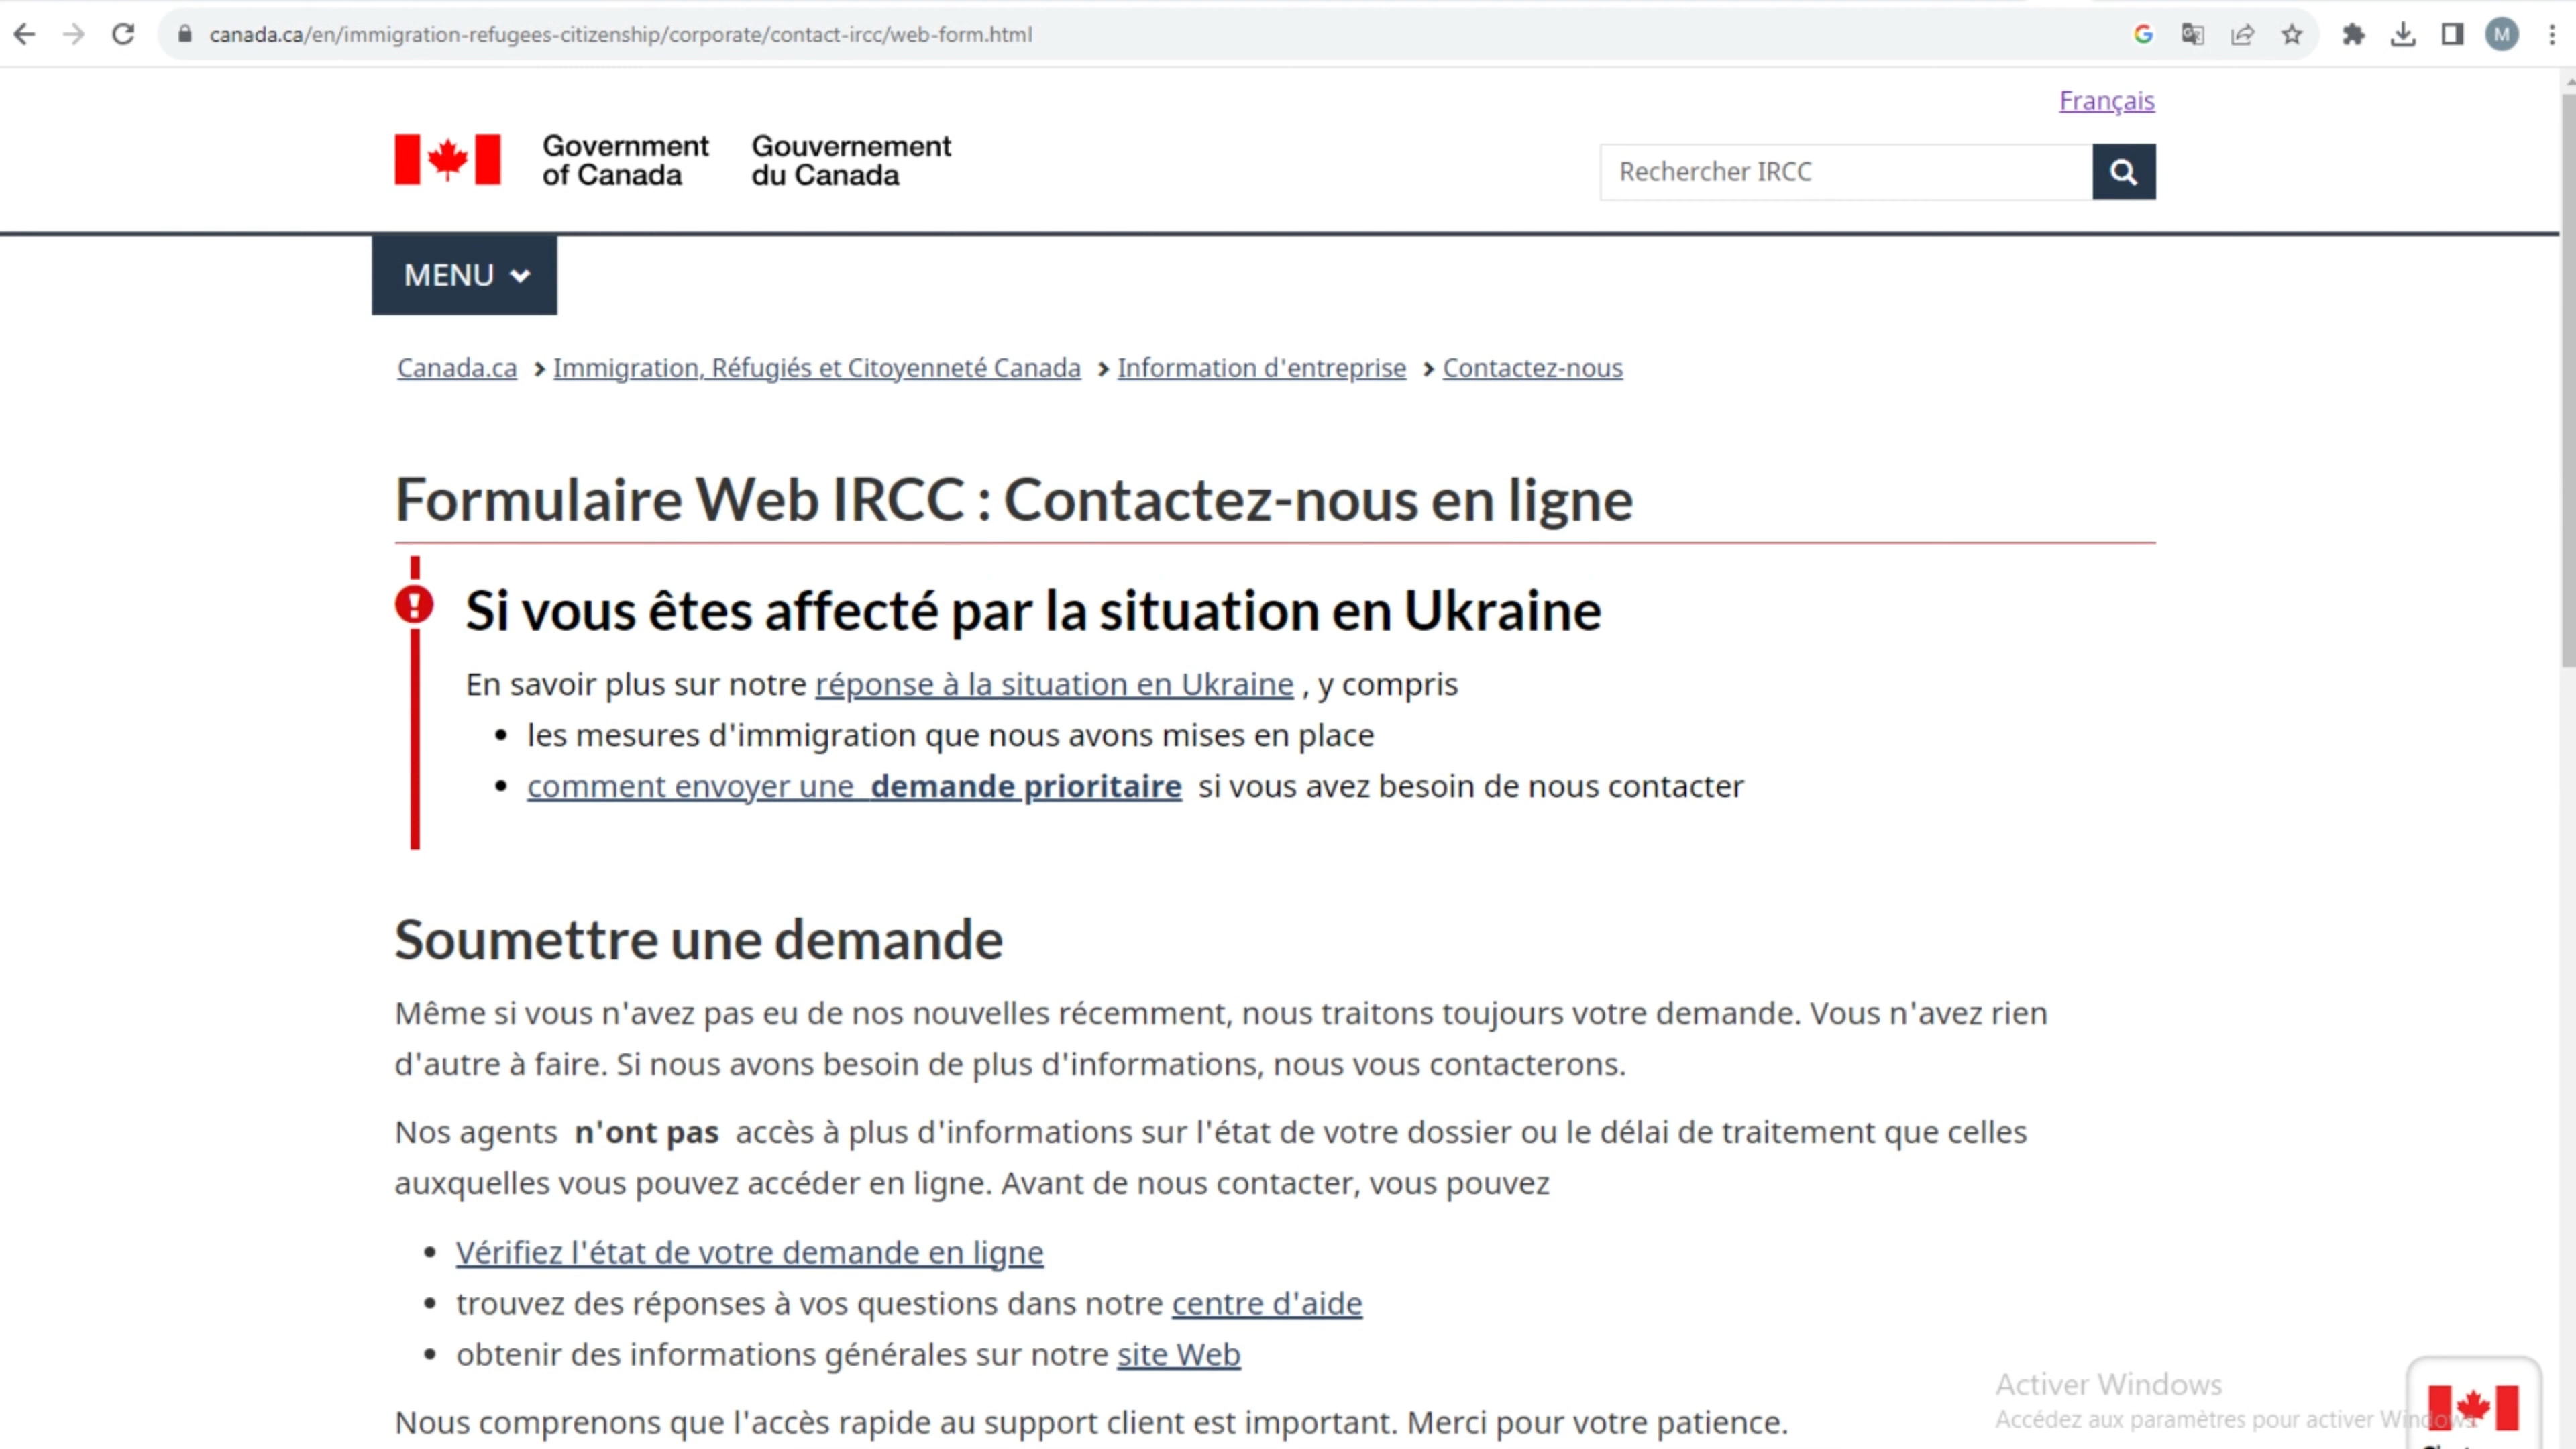 canada.ca/en/immigration-refugees-citizenship/corporate/contact-ircc/web-form.html
M
Français
Government of Canada
Gouvernement du Canada
Rechercher IRCC
MENU
Canada.ca > Immigration, Réfugiés et Citoyenneté Canada > Information d'entreprise > Contactez-nous
Formulaire Web IRCC : Contactez-nous en ligne
Si vous êtes affecté par la situation en Ukraine
En savoir plus sur notre réponse à la situation en Ukraine , y compris
• les mesures d'immigration que nous avons mises en place
• comment envoyer une demande prioritaire si vous avez besoin de nous contacter
Soumettre une demande
Même si vous n'avez pas eu de nos nouvelles récemment, nous traitons toujours votre demande. Vous n'avez rien
d'autre à faire. Si nous avons besoin de plus d'informations, nous vous contacterons.
Nos agents n'ont pas accès à plus d'informations sur l'état de votre dossier ou le délai de traitement que celles
auxquelles vous pouvez accéder en ligne. Avant de nous contacter, vous pouvez
• Vérifiez l'état de votre demande en ligne
• trouvez des réponses à vos questions dans notre centre d'aide
• obtenir des informations générales sur notre site Web
Nous comprenons que l'accès rapide au support client est important. Merci pour votre patience.
Activer Windows
Accédez aux paramètres pour activer Windows.